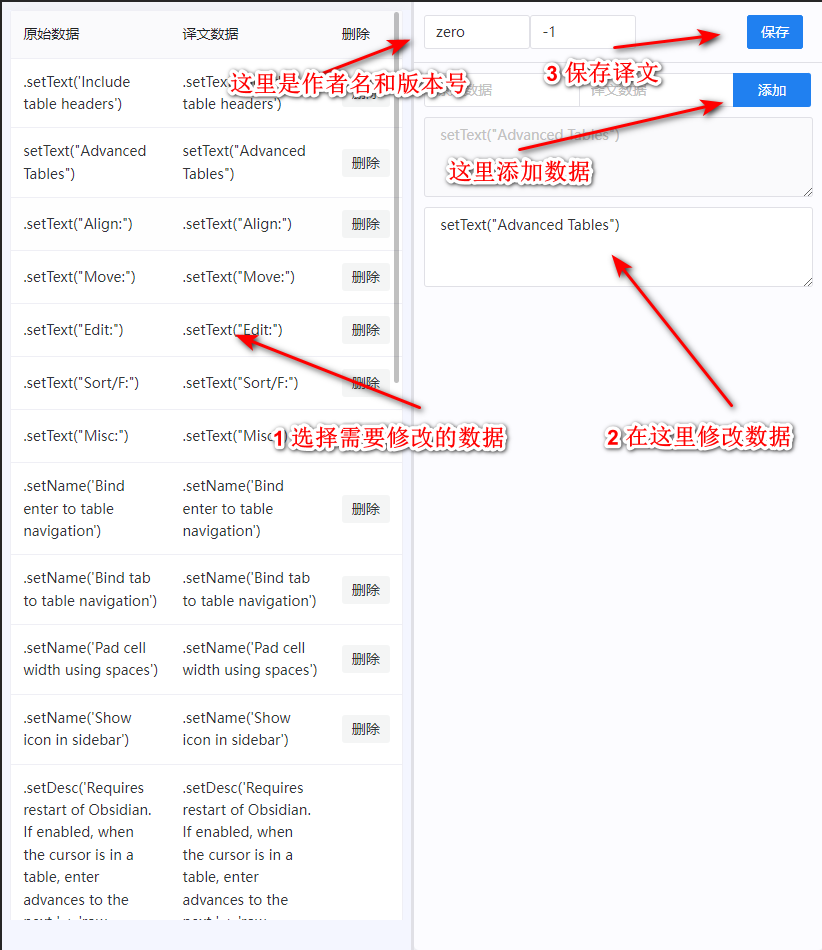 原始数据 译文数据 删除
.setText('Include .setText('Include
table headers') table headers') 删除
setText("Advanced setText("Advanced
Tables") Tables") 删除
.setText("Align:") .setText("Align:") 删除
.setText("Move:") .setText("Move:") 删除
.setText("Edit:") .setText("Edit:") 删除
.setText("Sort/F:") .setText("Sort/F:") 删除
.setText("Misc:") .setText("Misc
.setName('Bind .setName('Bind
enter to table enter to table
navigation') navigation') 删除
.setName('Bind tab .setName('Bind tab
to table navigation') to table navigation') 删除
.setName('Pad cell .setName('Pad cell
width using spaces') width using spaces') 删除
.setName('Show .setName('Show
icon in sidebar') icon in sidebar') 删除
.setDesc('Requires .setDesc('Requires
restart of Obsidian. restart of Obsidian.
If enabled, when If enabled, when
the cursor is in a the cursor is in a
table, enter table, enter
advances to the advances to the
zero -1 保存
译文数据 添加
setText("Advanced Tables")
setText("Advanced Tables")
这里是作者名和版本号
3 保存译文
这里添加数据
1 选择需要修改的数据
2 在这里修改数据